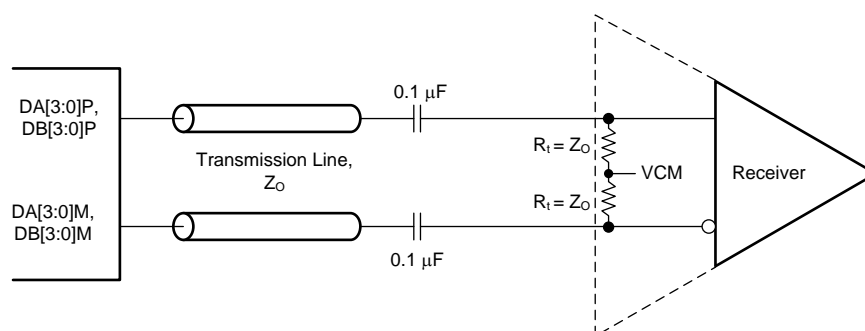 0.1 μF
DA[3:0]P,
DB[3:0]P
Transmission Line,
ZO
Rt = ZO
VCM
Receiver
Rt = ZO
DA[3:0]M,
DB[3:0]M
0.1 μF